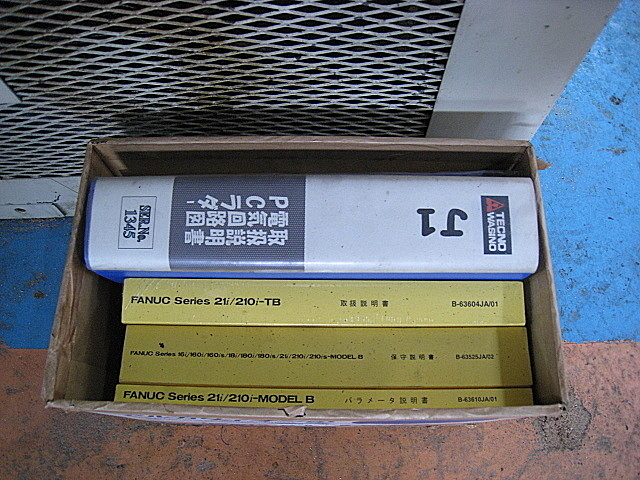 TECNO
WASINO
J1
取扱説明書
電気回路図
PCラダー
SER.No.
1345
FANUC Series 21i/210i-TB 取扱説明書 B-63604JA/01
FANUC Series 16i/160i/160is/18i/180i/180is/21i/210i/210is-MODEL B 保守説明書 B-63525JA/02
FANUC Series 21i/210i-MODEL B パラメータ説明書 B-63610JA/01